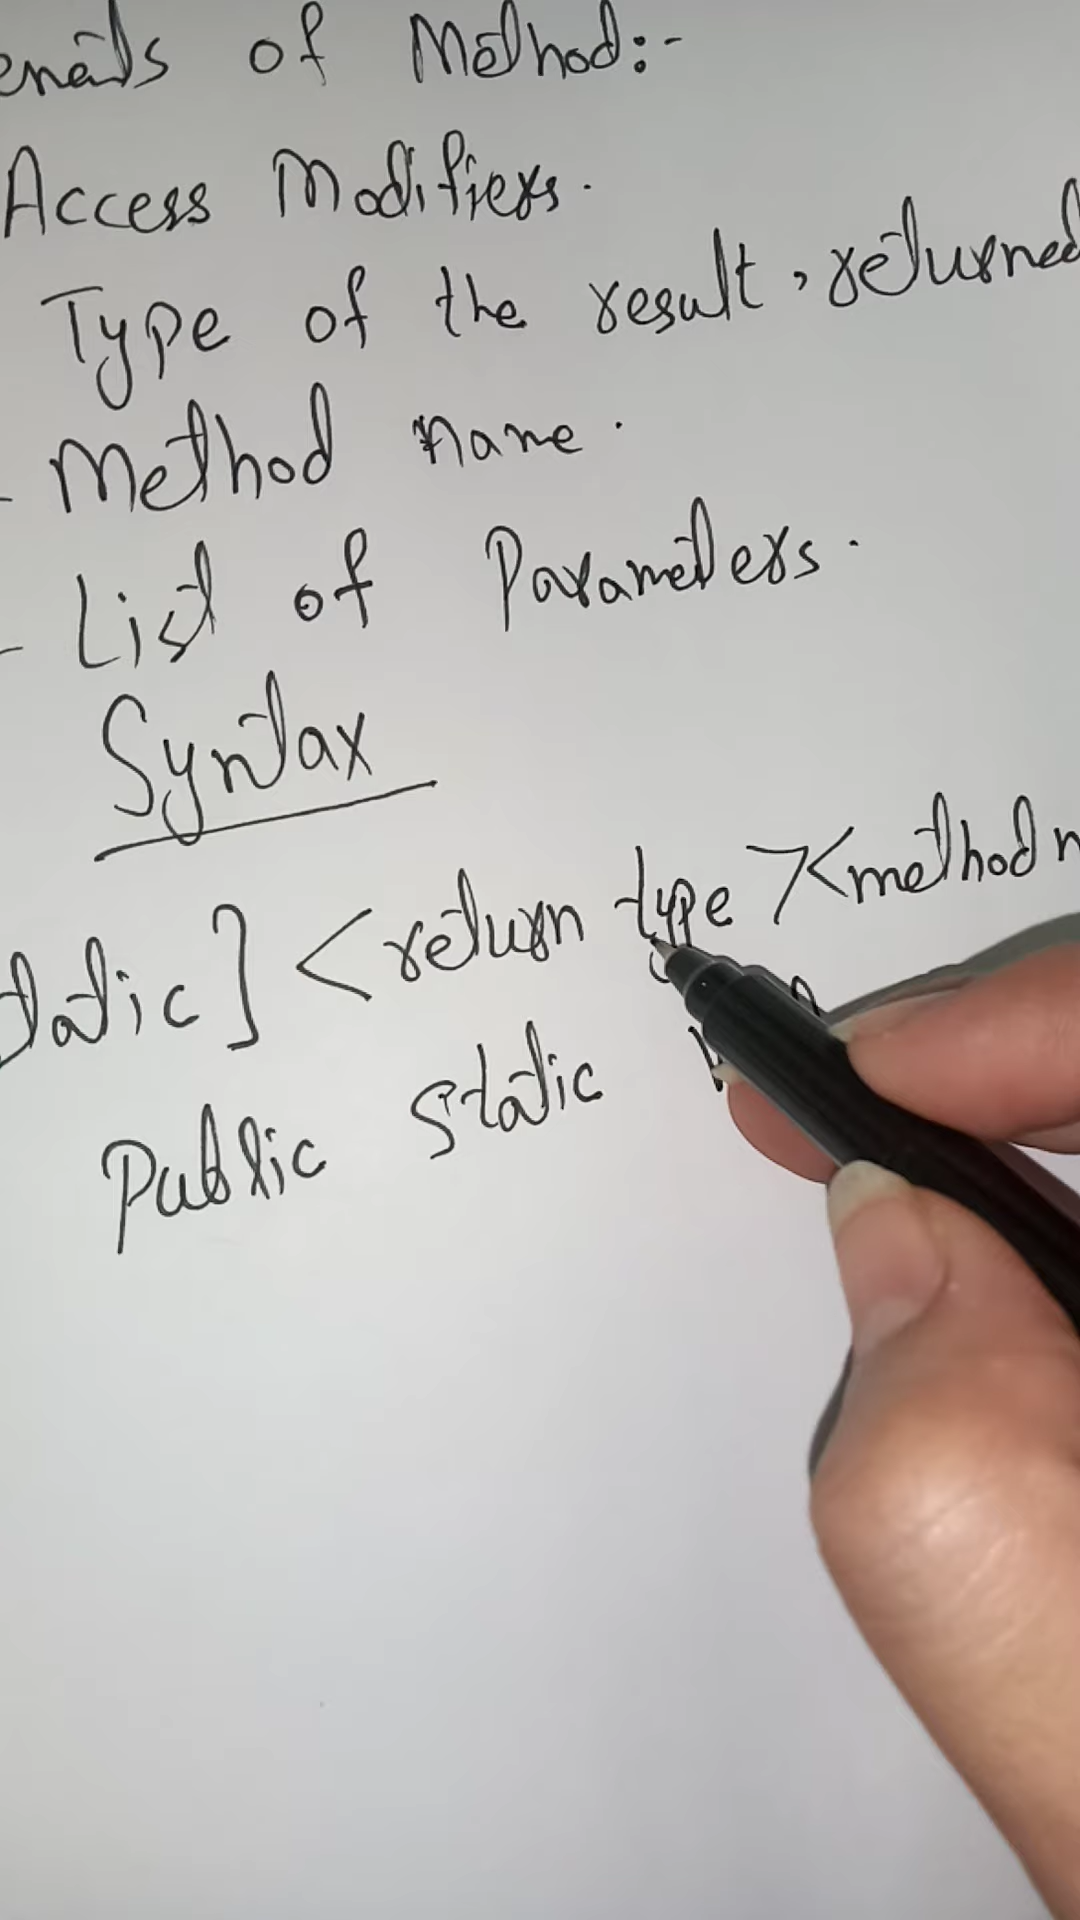 of Method:-
Access Modifiers.
Type of the result, returned
- Method name.
- List of Parameters.
Syntax
tatic] <return type ><method n
Public static